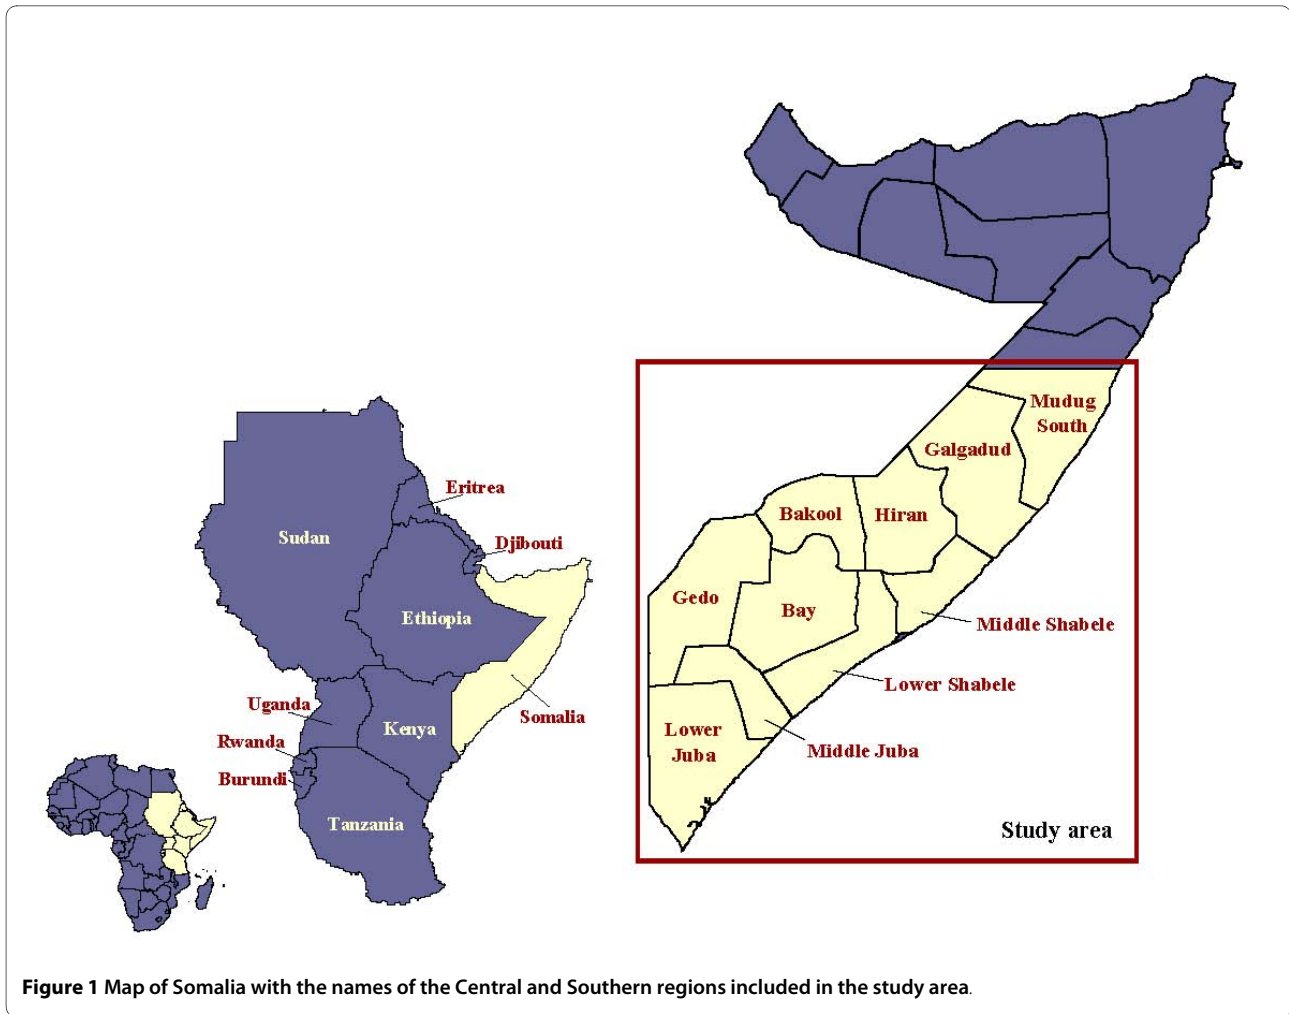 Eritrea
Sudan
Djibouti
Ethiopia
Uganda
Somalia
Kenya
Rwanda
Burundi
Tanzania
Mudug
South
Galgadud
Bakool
Hiran
Gedo
Bay
Middle Shabele
Lower Shabele
Lower
Juba
Middle Juba
Study area
Figure 1 Map of Somalia with the names of the Central and Southern regions included in the study area.